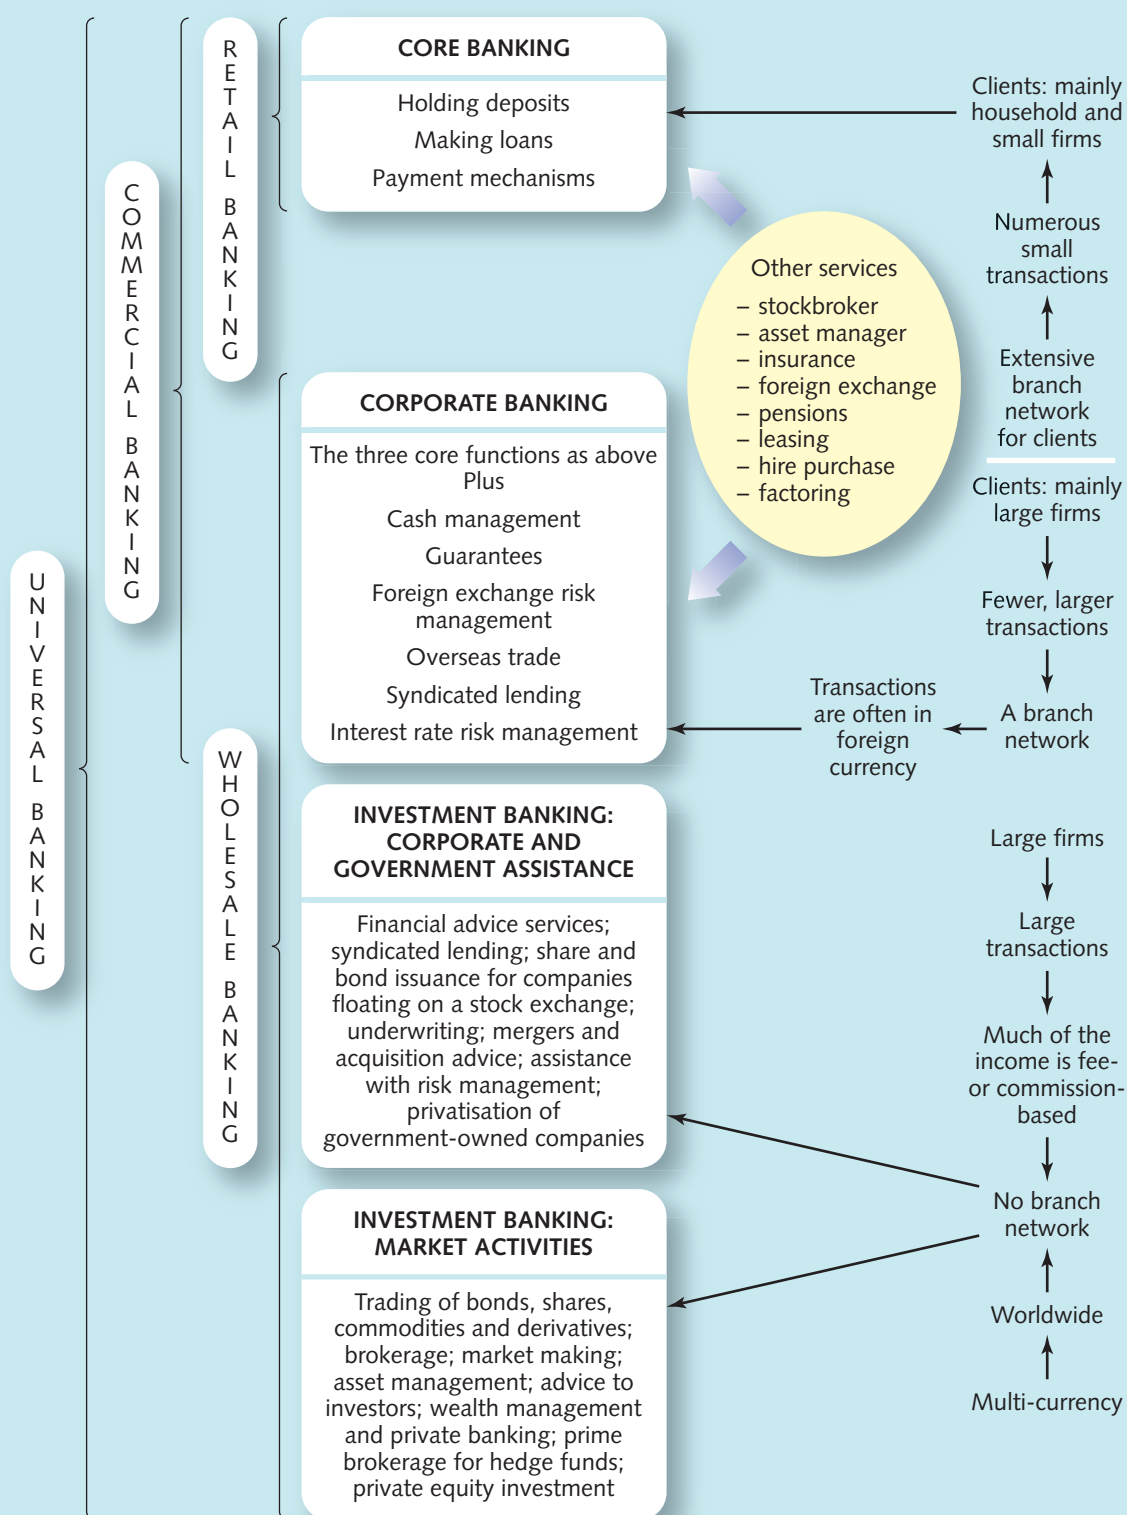 UNIVERSAL BANKING
COMMERCIAL BANKING
RETAIL BANKING
CORE BANKING
Holding deposits
Making loans
Payment mechanisms
Clients: mainly
household and
small firms
Numerous
small
transactions
Extensive
branch
network
for clients
Other services
– stockbroker
– asset manager
– insurance
– foreign exchange
– pensions
– leasing
– hire purchase
– factoring
WHOLESALE BANKING
CORPORATE BANKING
The three core functions as above
Plus
Cash management
Guarantees
Foreign exchange risk
management
Overseas trade
Syndicated lending
Interest rate risk management
Clients: mainly
large firms
Fewer, larger
transactions
A branch
network
Transactions
are often in
foreign
currency
INVESTMENT BANKING:
CORPORATE AND
GOVERNMENT ASSISTANCE
Financial advice services;
syndicated lending; share and
bond issuance for companies
floating on a stock exchange;
underwriting; mergers and
acquisition advice; assistance
with risk management;
privatisation of
government-owned companies
Large firms
Large
transactions
Much of the
income is fee-
or commission-
based
No branch
network
Worldwide
Multi-currency
INVESTMENT BANKING:
MARKET ACTIVITIES
Trading of bonds, shares,
commodities and derivatives;
brokerage; market making;
asset management; advice to
investors; wealth management
and private banking; prime
brokerage for hedge funds;
private equity investment